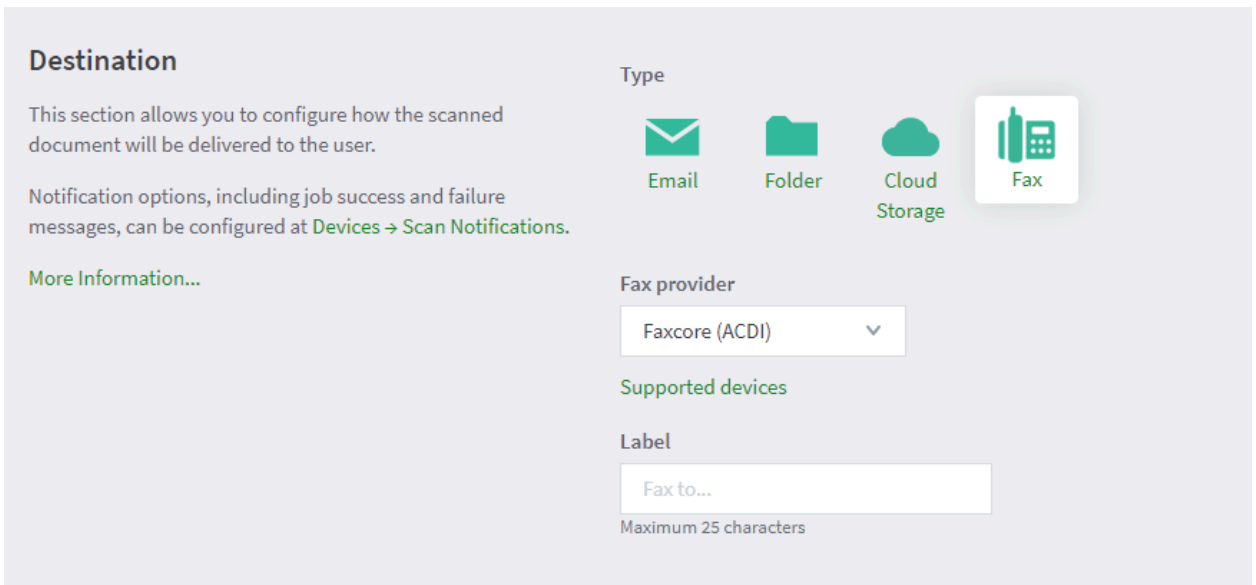 Destination
This section allows you to configure how the scanned
document will be delivered to the user.
Notification options, including job success and failure
messages, can be configured at Devices → Scan Notifications.
More Information...
Type
Email
Folder
Cloud
Storage
Fax
Fax provider
Faxcore (ACDI)
Supported devices
Label
Fax to...
Maximum 25 characters